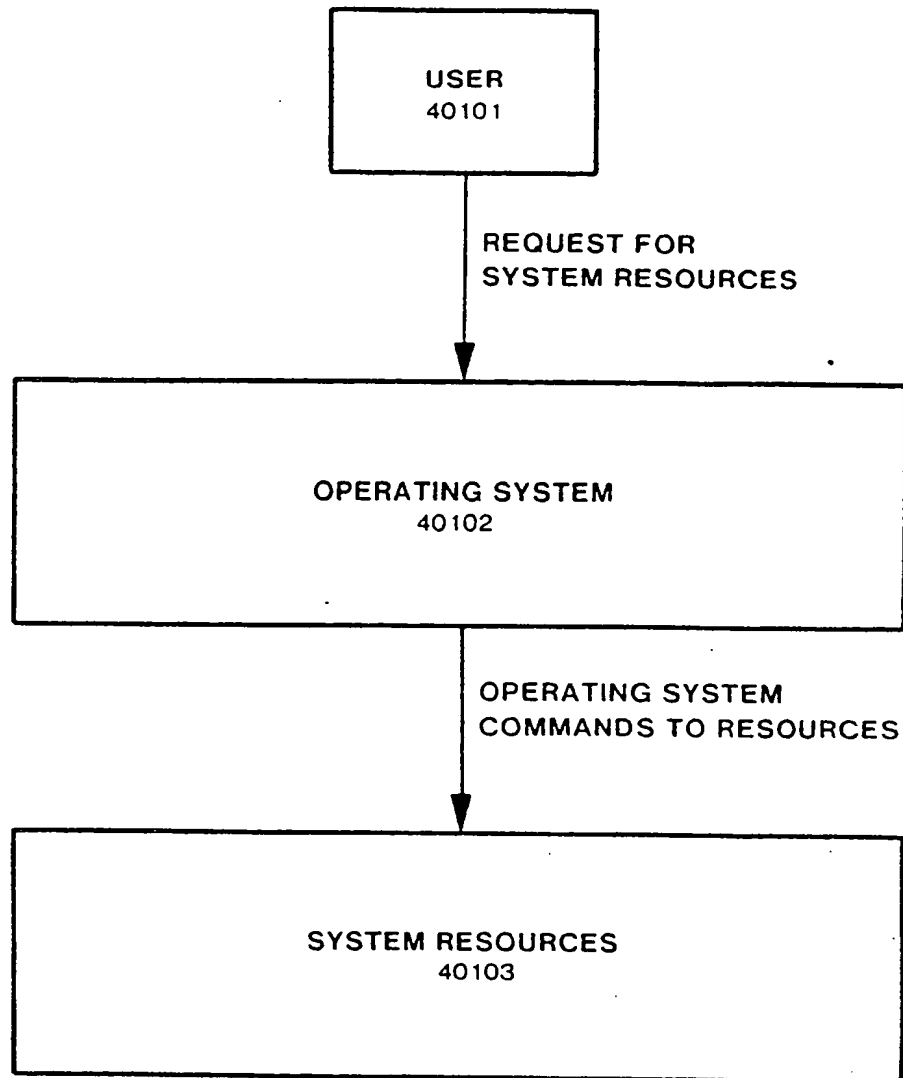 USER
40101
REQUEST FOR
SYSTEM RESOURCES
OPERATING SYSTEM
40102
OPERATING SYSTEM
COMMANDS TO RESOURCES
SYSTEM RESOURCES
40103